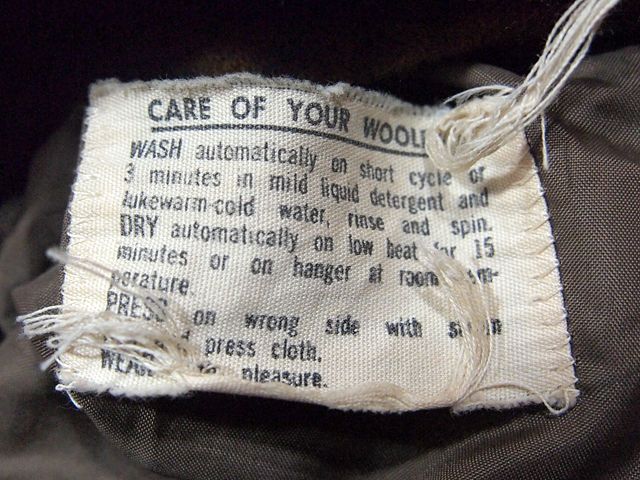 CARE OF YOUR WOOL
WASH automatically on short cycle or
3 minutes in mild liquid detergent and
lukewarm-cold water, rinse and spin.
DRY automatically on low heat for 15
minutes or on hanger at room
perature.
PRESS on wrong side with
press cloth.
pleasure.